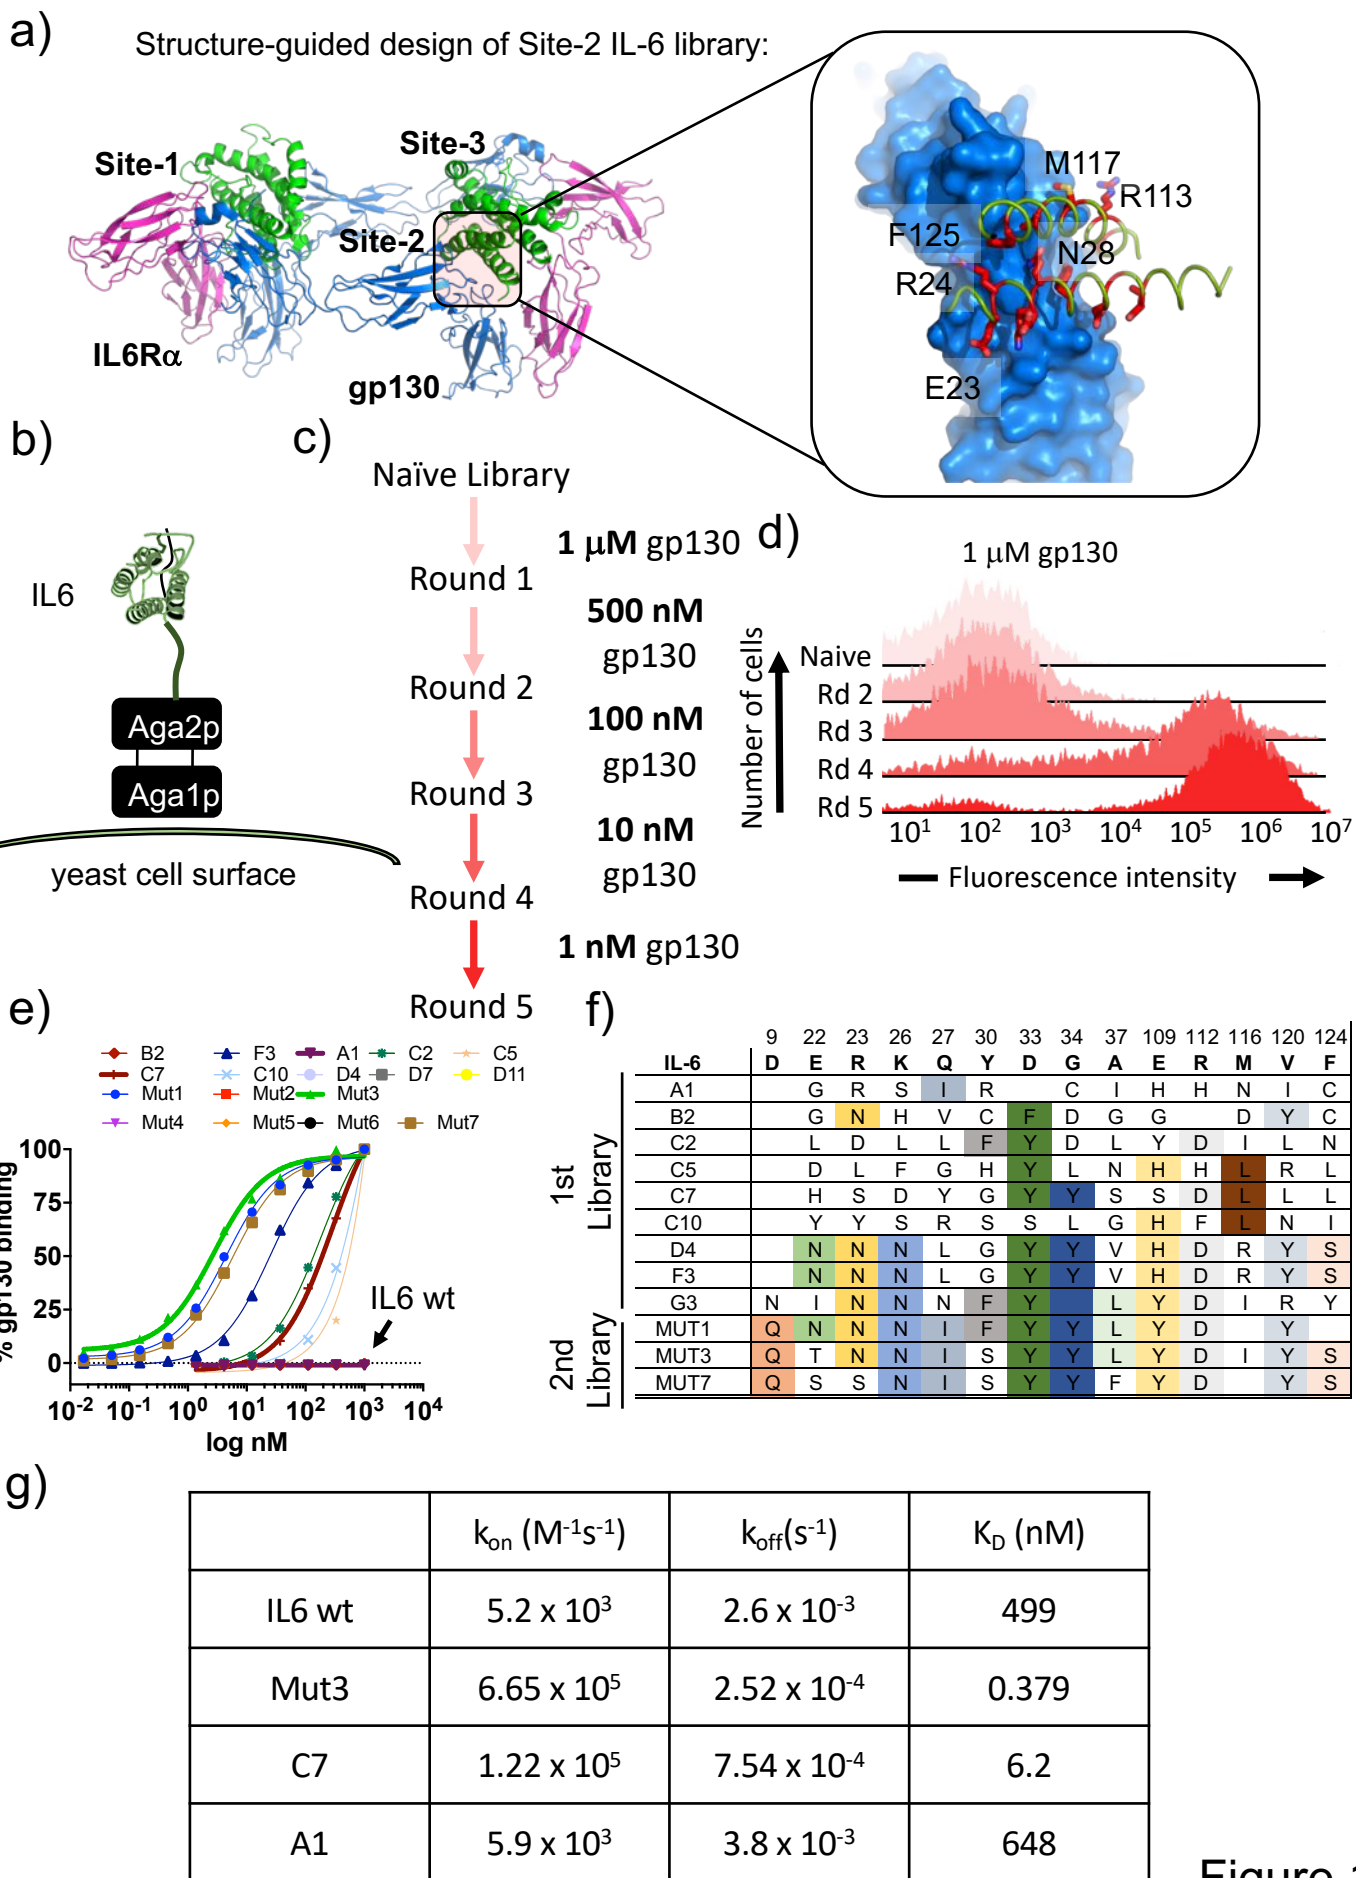 a)
Structure-guided design of Site-2 IL-6 library:
Site-1
Site-3
Site-2
IL6Rα
gp130
M117
R113
F125
N28
R24
E23
b)
IL6
Aga2p
Aga1p
yeast cell surface
c)
Naïve Library
1 μM gp130
Round 1
500 nM
gp130
Round 2
100 nM
gp130
Round 3
10 nM
gp130
Round 4
1 nM gp130
Round 5
d)
1 μM gp130
Number of cells
Naive
Rd 2
Rd 3
Rd 4
Rd 5
10¹ 10² 10³ 10⁴ 10⁵ 10⁶ 10⁷
Fluorescence intensity
e)
B2 F3 A1 C2 C5
C7 C10 D4 D7 D11
Mut1 Mut2 Mut3
Mut4 Mut5 Mut6 Mut7
% gp130 binding
100
75
50
25
0
IL6 wt
10⁻² 10⁻¹ 10⁰ 10¹ 10² 10³ 10⁴
log nM
f)
9 22 23 26 27 30 33 34 37 109 112 116 120 124
IL-6 D E R K Q Y D G A E R M V F
1st Library
A1 G R S I R C I H H N I C
B2 G N H V C F D G G D Y C
C2 L D L L F Y D L Y D I L N
C5 D L F G H Y L N H H L R L
C7 H S D Y G Y Y S S D L L L
C10 Y Y S R S S L G H F L N I
D4 N N N L G Y Y V H D R Y S
F3 N N N L G Y Y V H D R Y S
G3 N I N N N F Y L Y D I R Y
2nd Library
MUT1 Q N N N I F Y Y L Y D Y
MUT3 Q T N N I S Y Y L Y D I Y S
MUT7 Q S S N I S Y Y F Y D Y S
g)
kon (M⁻¹s⁻¹) koff(s⁻¹) KD (nM)
IL6 wt 5.2 x 10³ 2.6 x 10⁻³ 499
Mut3 6.65 x 10⁵ 2.52 x 10⁻⁴ 0.379
C7 1.22 x 10⁵ 7.54 x 10⁻⁴ 6.2
A1 5.9 x 10³ 3.8 x 10⁻³ 648
Figure